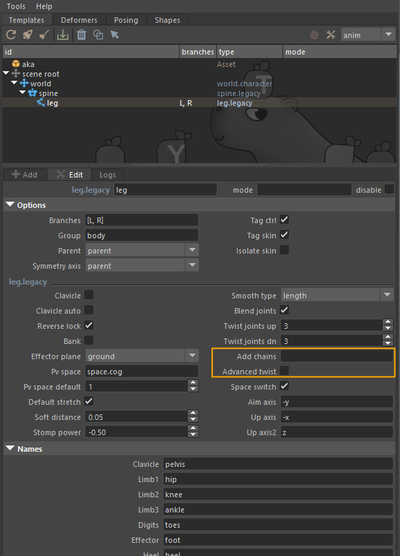 Tools Help
Templates Deformers Posing Shapes
anim
id branches type mode
aka Asset
scene root
world world.character
spine spine.legacy
leg L, R leg.legacy
T
Y
Add Edit Logs
leg.legacy leg mode disable
Options
Branches [L, R] Tag ctrl
Group body Tag skin
Parent parent Isolate skin
Symmetry axis parent
leg.legacy
Clavicle Smooth type length
Clavicle auto Blend joints
Reverse lock Twist joints up 3
Bank Twist joints dn 3
Effector plane ground Add chains
Pv space space.cog Advanced twist
Pv space default 1 Space switch
Default stretch Aim axis -y
Soft distance 0.05 Up axis -x
Stomp power -0.50 Up axis2 z
Names
Clavicle pelvis
Limb1 hip
Limb2 knee
Limb3 ankle
Digits toes
Effector foot
Heel heel